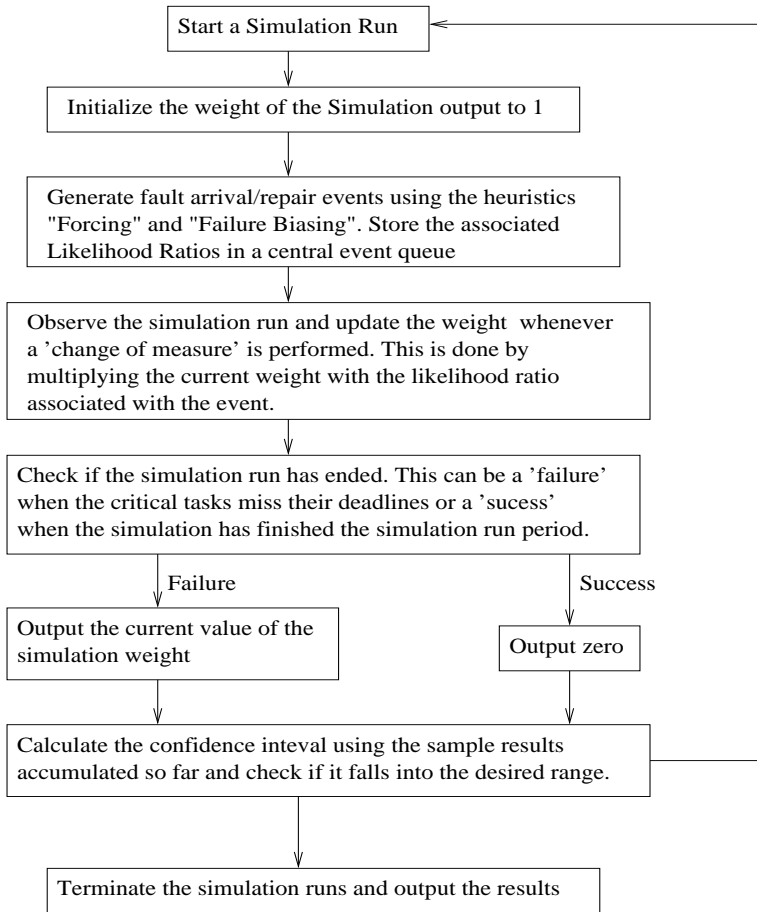 Start a Simulation Run
Initialize the weight of the Simulation output to 1
Generate fault arrival/repair events using the heuristics
"Forcing" and "Failure Biasing". Store the associated
Likelihood Ratios in a central event queue
Observe the simulation run and update the weight whenever
a ’change of measure’ is performed. This is done by
multiplying the current weight with the likelihood ratio
associated with the event.
Check if the simulation run has ended. This can be a ’failure’
when the critical tasks miss their deadlines or a ’sucess’
when the simulation has finished the simulation run period.
Failure
Success
Output the current value of the
simulation weight
Output zero
Calculate the confidence inteval using the sample results
accumulated so far and check if it falls into the desired range.
Terminate the simulation runs and output the results